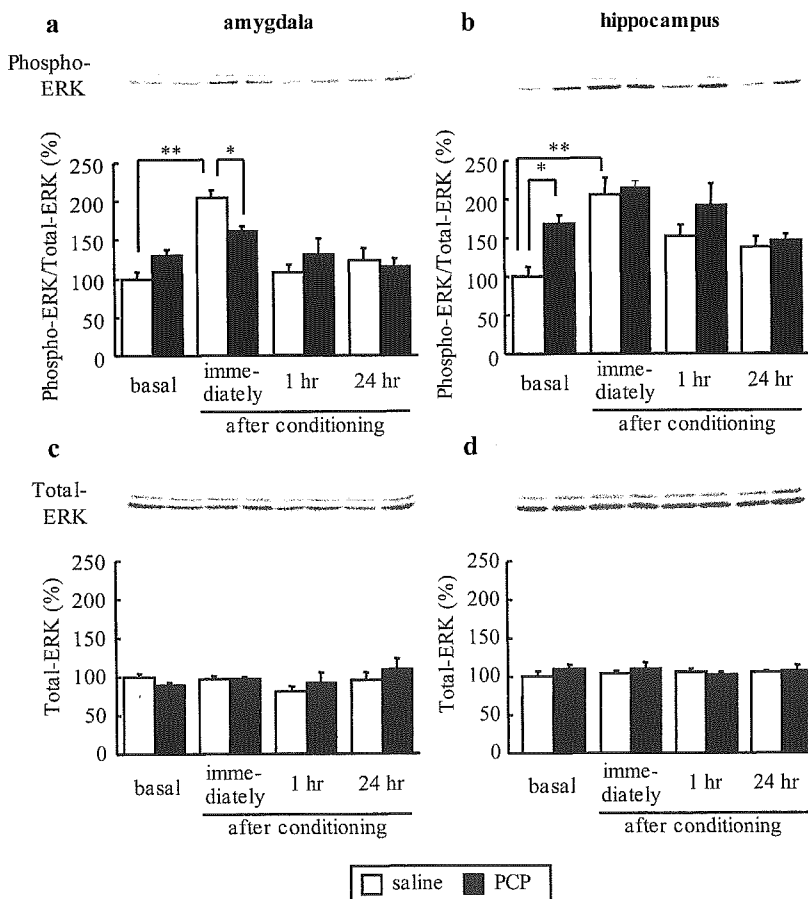 a amygdala
b hippocampus
Phospho-
ERK
Phospho-ERK/Total-ERK (%)
250
200
150
100
50
0
** *
basal
imme-
diately
1 hr
24 hr
after conditioning
Phospho-ERK/Total-ERK (%)
250
200
150
100
50
0
**
*
basal
imme-
diately
1 hr
24 hr
after conditioning
c
Total-
ERK
Total-ERK (%)
250
200
150
100
50
0
basal
imme-
diately
1 hr
24 hr
after conditioning
d
Total-ERK (%)
250
200
150
100
50
0
basal
imme-
diately
1 hr
24 hr
after conditioning
saline PCP